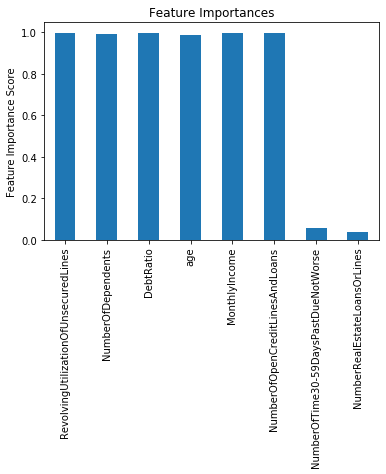 Feature Importances
Feature Importance Score
1.0
0.8
0.6
0.4
0.2
0.0
RevolvingUtilizationOfUnsecuredLines
NumberOfDependents
DebtRatio
age
MonthlyIncome
NumberOfOpenCreditLinesAndLoans
NumberOfTime30-59DaysPastDueNotWorse
NumberRealEstateLoansOrLines